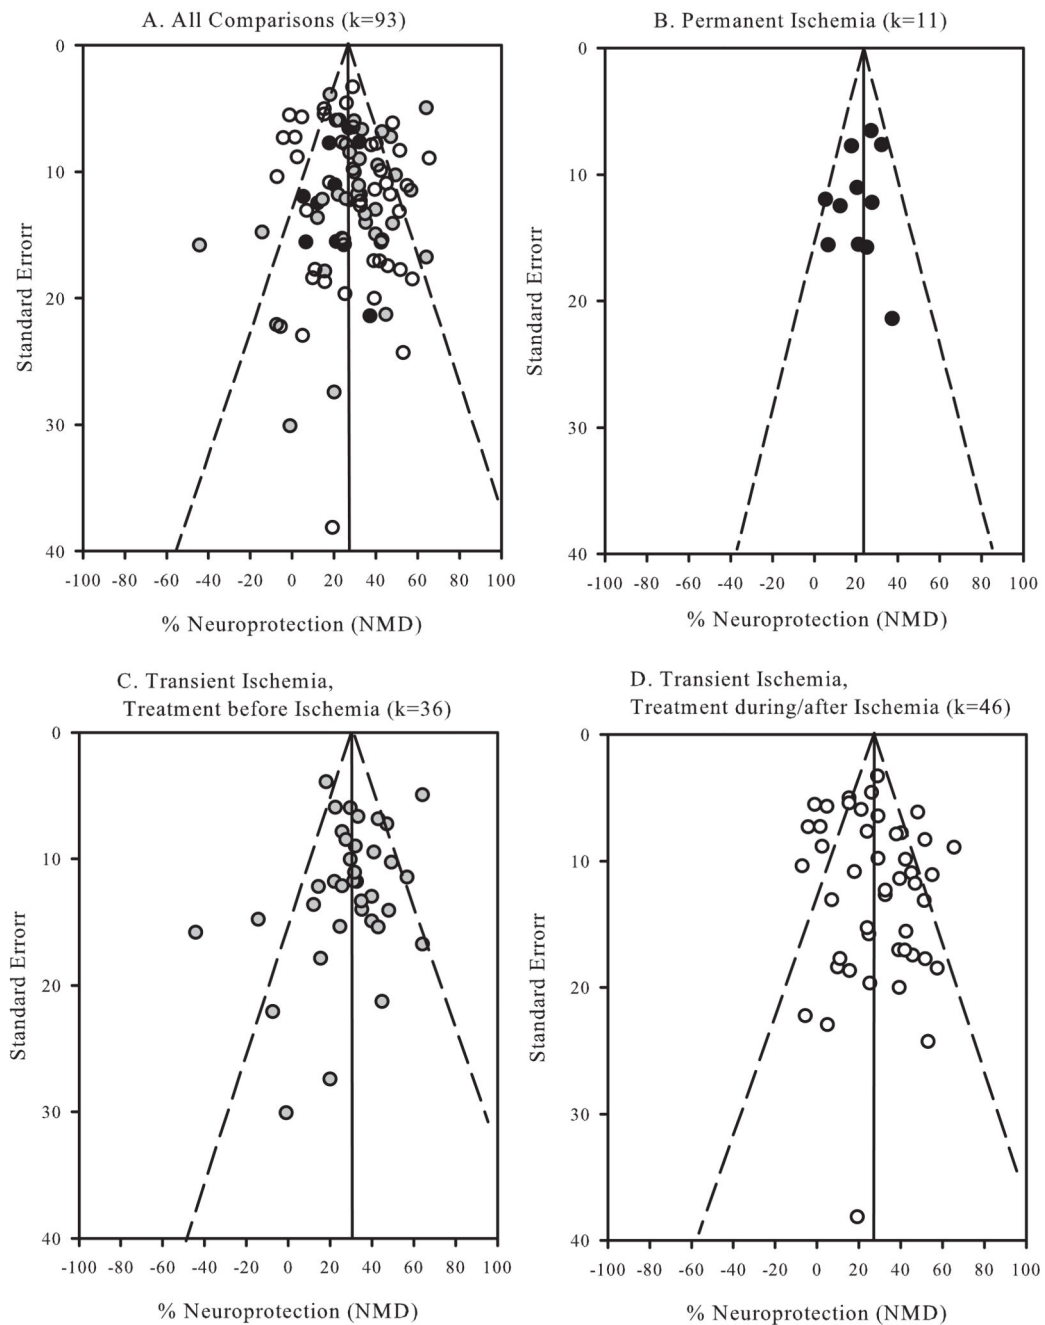 A. All Comparisons (k=93)
0
10
20
30
40
Standard Errorr
-100 -80 -60 -40 -20 0 20 40 60 80 100
% Neuroprotection (NMD)
B. Permanent Ischemia (k=11)
0
10
20
30
40
Standard Errorr
-100 -80 -60 -40 -20 0 20 40 60 80 100
% Neuroprotection (NMD)
C. Transient Ischemia,
Treatment before Ischemia (k=36)
0
10
20
30
40
Standard Errorr
-100 -80 -60 -40 -20 0 20 40 60 80 100
% Neuroprotection (NMD)
D. Transient Ischemia,
Treatment during/after Ischemia (k=46)
0
10
20
30
40
Standard Errorr
-100 -80 -60 -40 -20 0 20 40 60 80 100
% Neuroprotection (NMD)